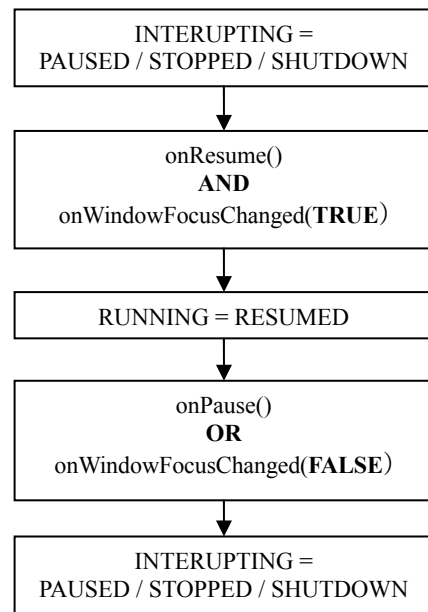 INTERUPTING =
PAUSED / STOPPED / SHUTDOWN
onResume()
AND
onWindowFocusChanged(TRUE）
RUNNING = RESUMED
onPause()
OR
onWindowFocusChanged(FALSE）
INTERUPTING =
PAUSED / STOPPED / SHUTDOWN